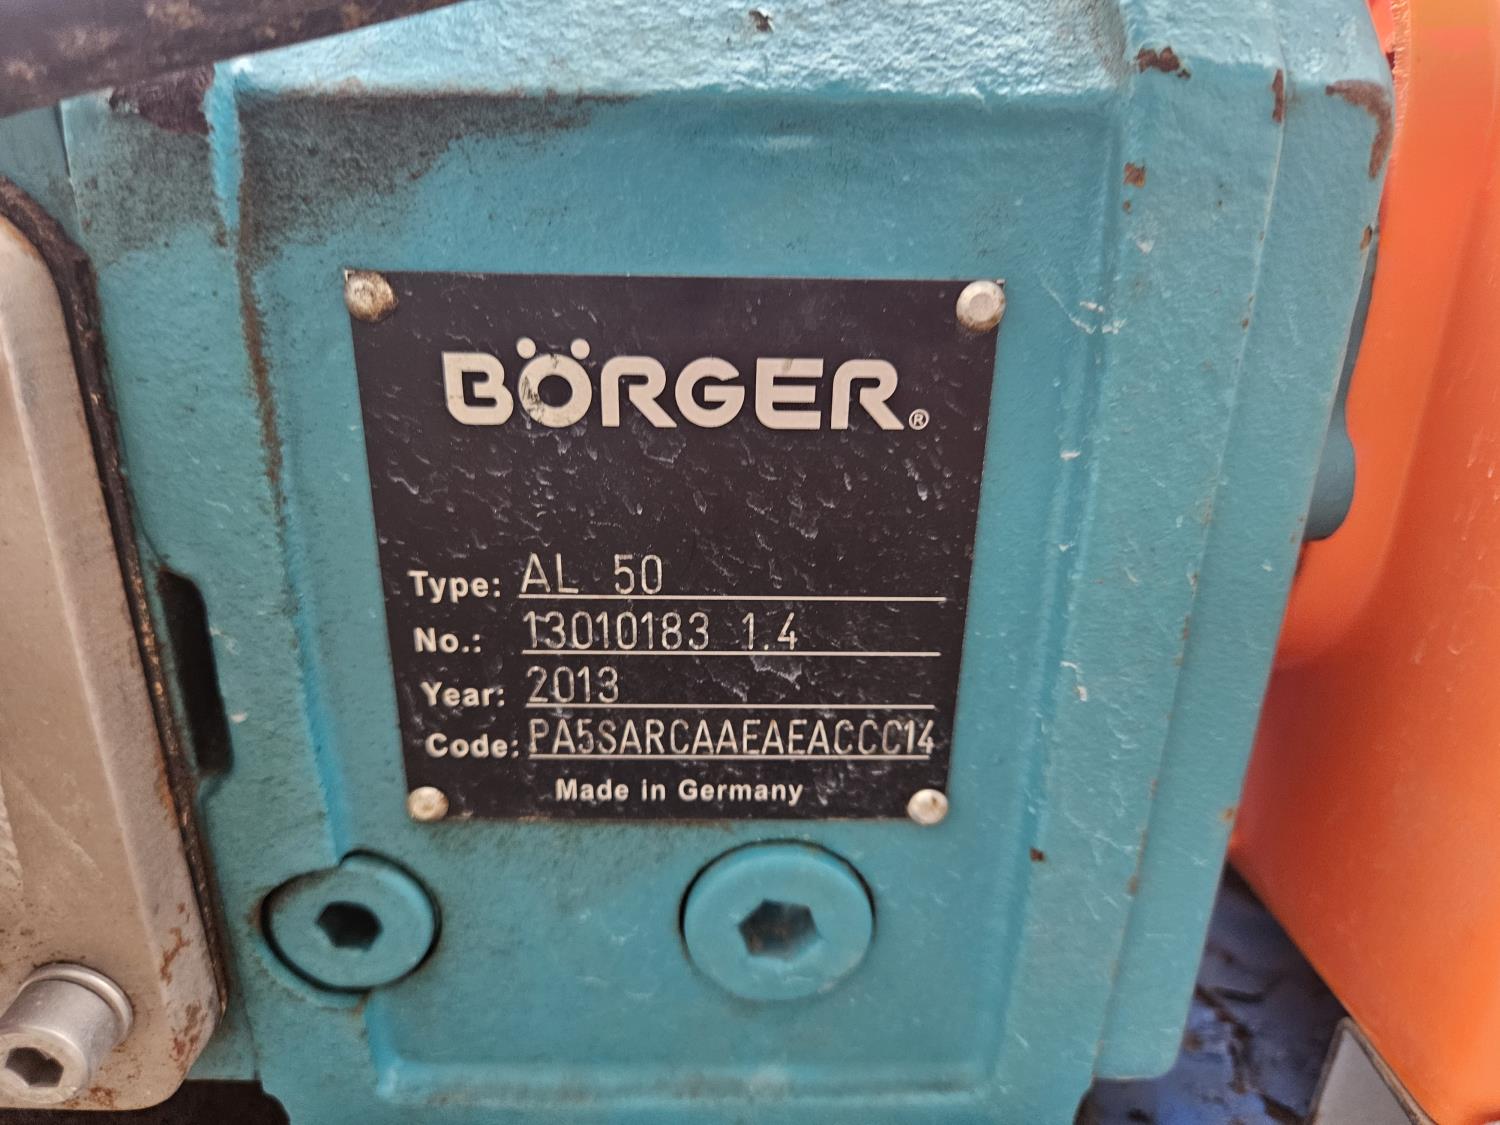 BÖRGER®
Type: AL 50
No.: 13010183 1.4
Year: 2013
Code: PA5SARCAAEAEACCC14
Made in Germany